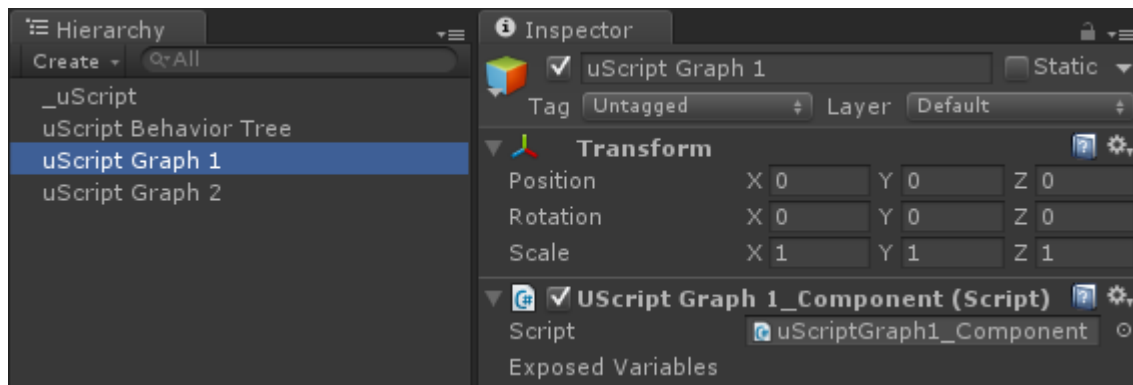 Hierarchy
Create All
_uScript
uScript Behavior Tree
uScript Graph 1
uScript Graph 2
Inspector
uScript Graph 1 Static
Tag Untagged Layer Default
Transform
Position X 0 Y 0 Z 0
Rotation X 0 Y 0 Z 0
Scale X 1 Y 1 Z 1
C# UScript Graph 1_Component (Script)
Script uScriptGraph1_Component
Exposed Variables